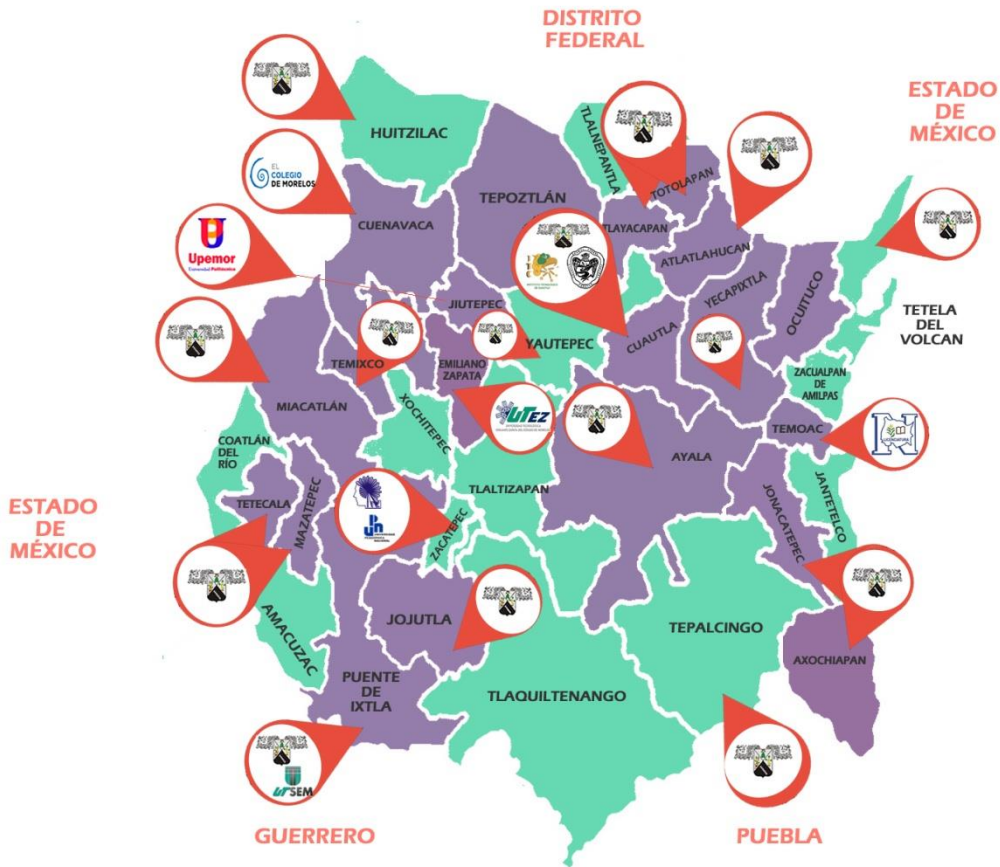 DISTRITO
FEDERAL
ESTADO
DE
MÉXICO
HUITZILAC
TLALNEPANTLA
TOTOLAPAN
EL
COLEGIO
DE MORELOS
TEPOZTLÁN
CUENAVACA
TLAYACAPAN
ATLATLAHUCAN
Upemor
Universidad Politécnica
YECAPIXTLA
OCUITUCO
JIUTEPEC
TETELA
DEL
VOLCAN
YAUTEPEC
CUAUTLA
TEMIXCO
EMILIANO
ZAPATA
ZACUALPAN
DE
AMILPAS
MIACATLÁN
XOCHITEPEC
UTEZ
TEMOAC
LICENCIATURA
COATLÁN
DEL
RÍO
AYALA
TLALTIZAPAN
JANTETELCO
JONACATEPEC
TETECALA
MAZATEPEC
ZACATEPEC
ESTADO
DE
MÉXICO
AMACUZAC
JOJUTLA
TEPALCINGO
AXOCHIAPAN
PUENTE
DE
IXTLA
TLAQUILTENANGO
UTSEM
GUERRERO
PUEBLA